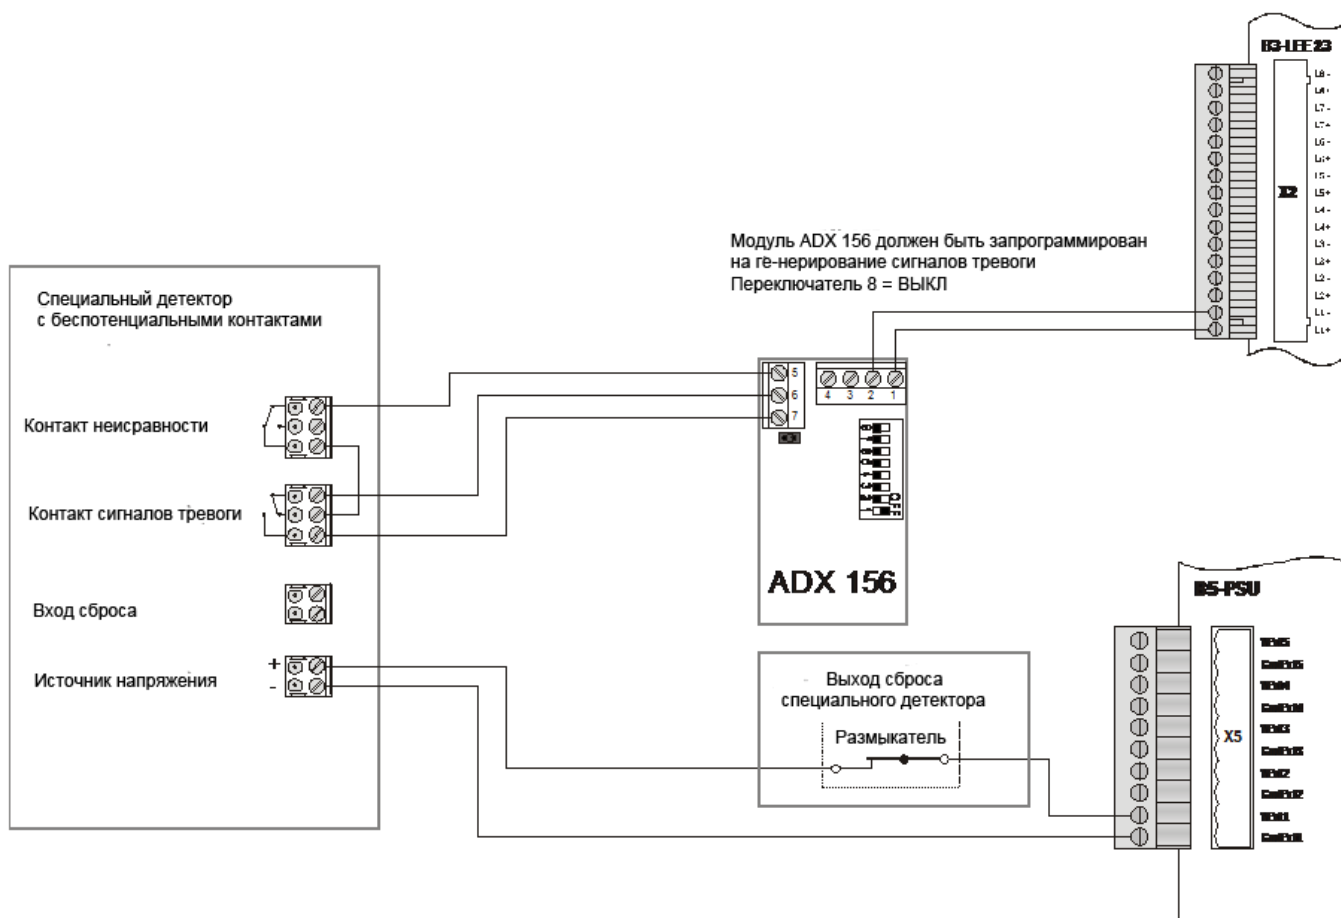 B3-LEE23
L8-
L8+
L7-
L7+
L6-
L6+
L5-
L5+
L4-
L4+
L3-
L3+
L2-
L2+
L1-
L1+
X2
Модуль ADX 156 должен быть запрограммирован
на ге-нерирование сигналов тревоги
Переключатель 8 = ВЫКЛ
Специальный детектор
с беспотенциальными контактами
Контакт неисравности
Контакт сигналов тревоги
Вход сброса
Источник напряжения
+
-
5
6
7
4 3 2 1
OFF
ADX 156
Выход сброса
специального детектора
Размыкатель
B5-PSU
X5